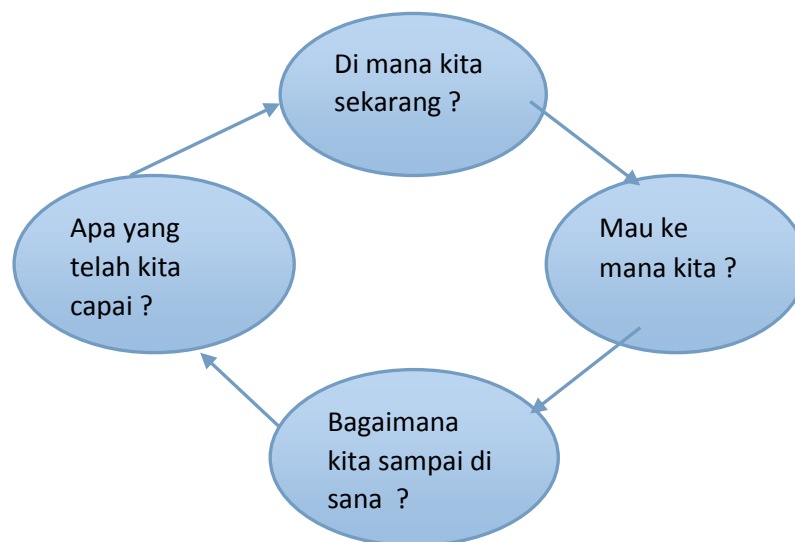 Di mana kita
sekarang ?
Mau ke
mana kita ?
Bagaimana
kita sampai di
sana  ?
Apa yang
telah kita
capai ?